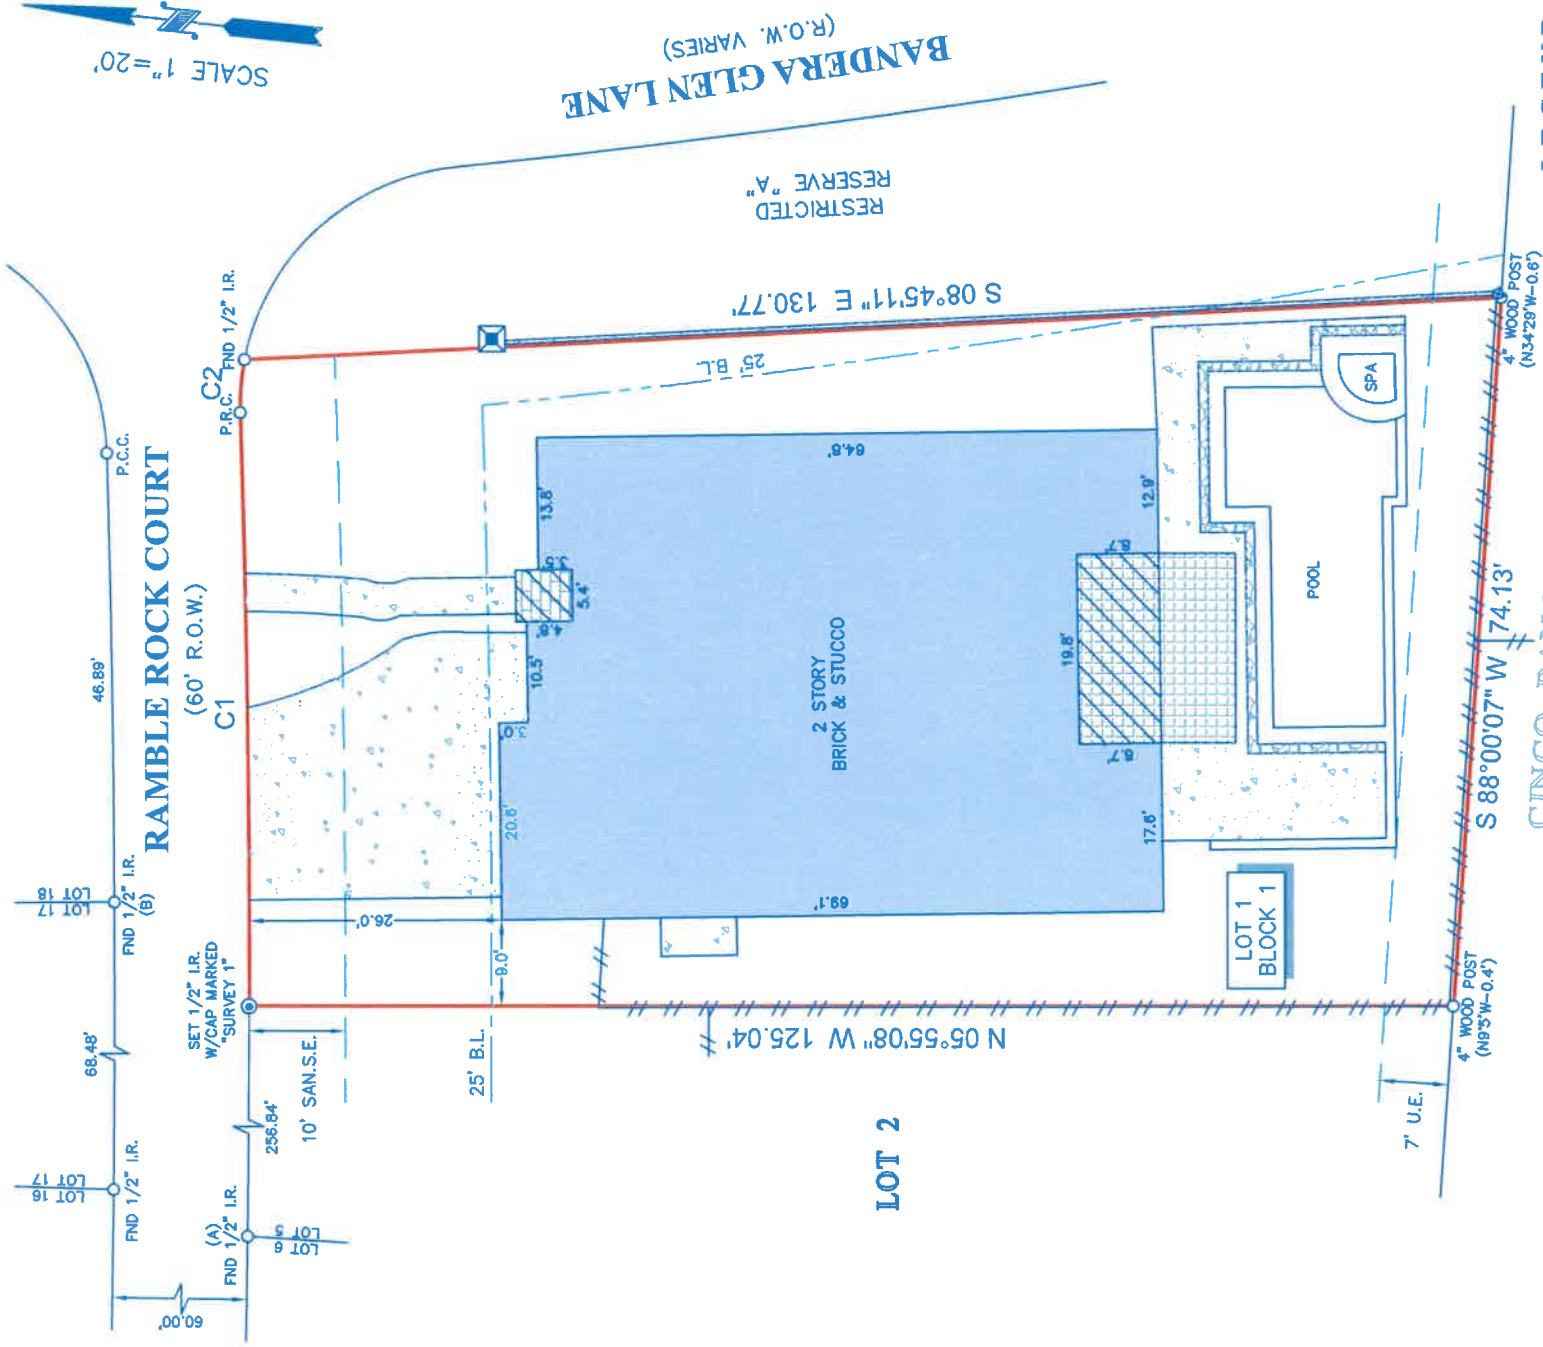 SCALE 1"=20'
BANDERA GLEN LANE
(R.O.W. VARIES)
RESTRICTED
RESERVE "A"
P.C.C.
46.89'
RAMBLE ROCK COURT
(60' R.O.W.)
C1
C2
P.R.C.
FND 1/2" I.R.
LOT 18
LOT 17
FND 1/2" I.R.
(B)
68.48'
LOT 17
LOT 16
FND 1/2" I.R.
60.00'
(A)
FND 1/2" I.R.
LOT 5
LOT 6
256.84'
SET 1/2" I.R.
W/CAP MARKED
"SURVEY 1"
10' SAN.S.E.
25' B.L.
26.0'
9.0'
S 08°45'11" E 130.77'
25' B.L.
13.8'
5.4'
4.8'
10.5'
20.6'
64.8'
69.1'
2 STORY
BRICK & STUCCO
12.9'
8.7'
19.8'
8.7'
17.6'
POOL
SPA
LOT 1
BLOCK 1
N 05°55'08" W 125.04'
LOT 2
7' U.E.
4" WOOD POST
S 88°00'07" W 74.13'
4" WOOD POST
(N34°29'W-0.6')